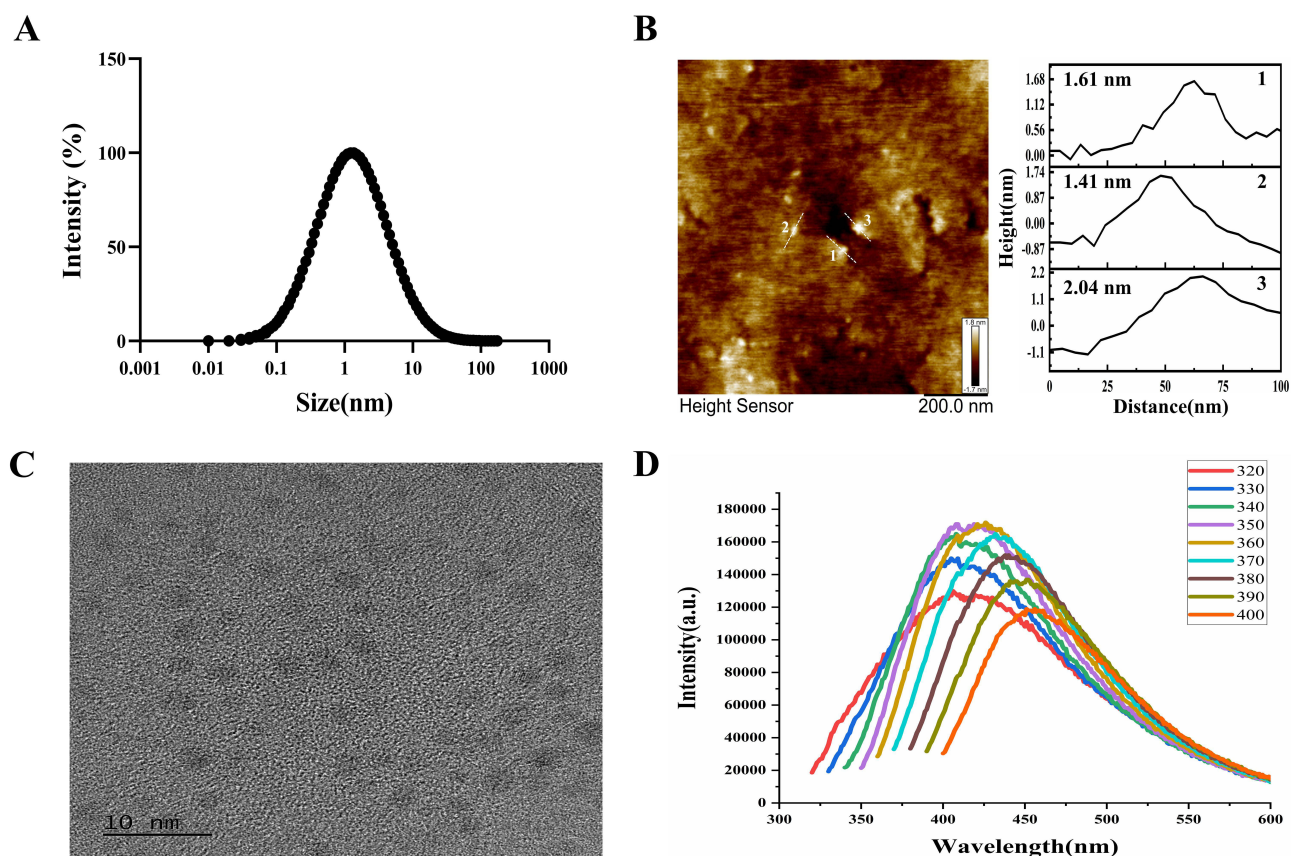 A
150
100
50
0
Intensity (%)
0.001 0.01 0.1 1 10 100 1000
Size(nm)
B
2
3
1
1.8 nm
-1.7 nm
Height Sensor
200.0 nm
Height(nm)
1.61 nm 1
1.68
1.12
0.56
0.00
1.41 nm 2
1.74
0.87
0.00
-0.87
2.04 nm 3
2.2
1.1
0.0
-1.1
0 25 50 75 100
Distance(nm)
C
10 nm
D
320
330
340
350
360
370
380
390
400
180000
160000
140000
120000
100000
80000
60000
40000
20000
0
Intensity(a.u.)
300 350 400 450 500 550 600
Wavelength(nm)